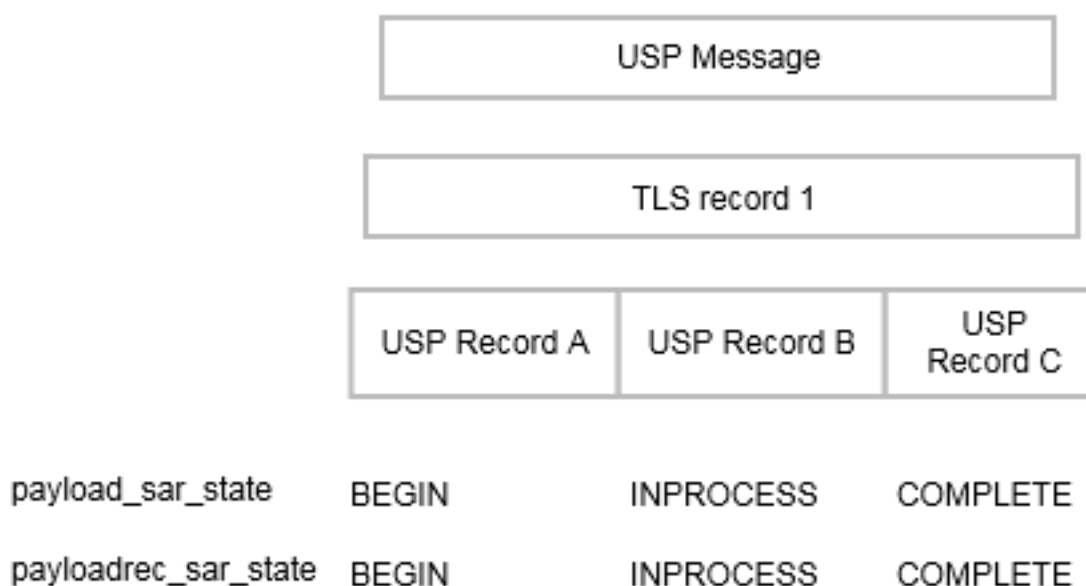 USP Message
TLS record 1
USP Record A
USP Record B
USP
Record C
payload_sar_state BEGIN INPROCESS COMPLETE
payloadrec_sar_state BEGIN INPROCESS COMPLETE